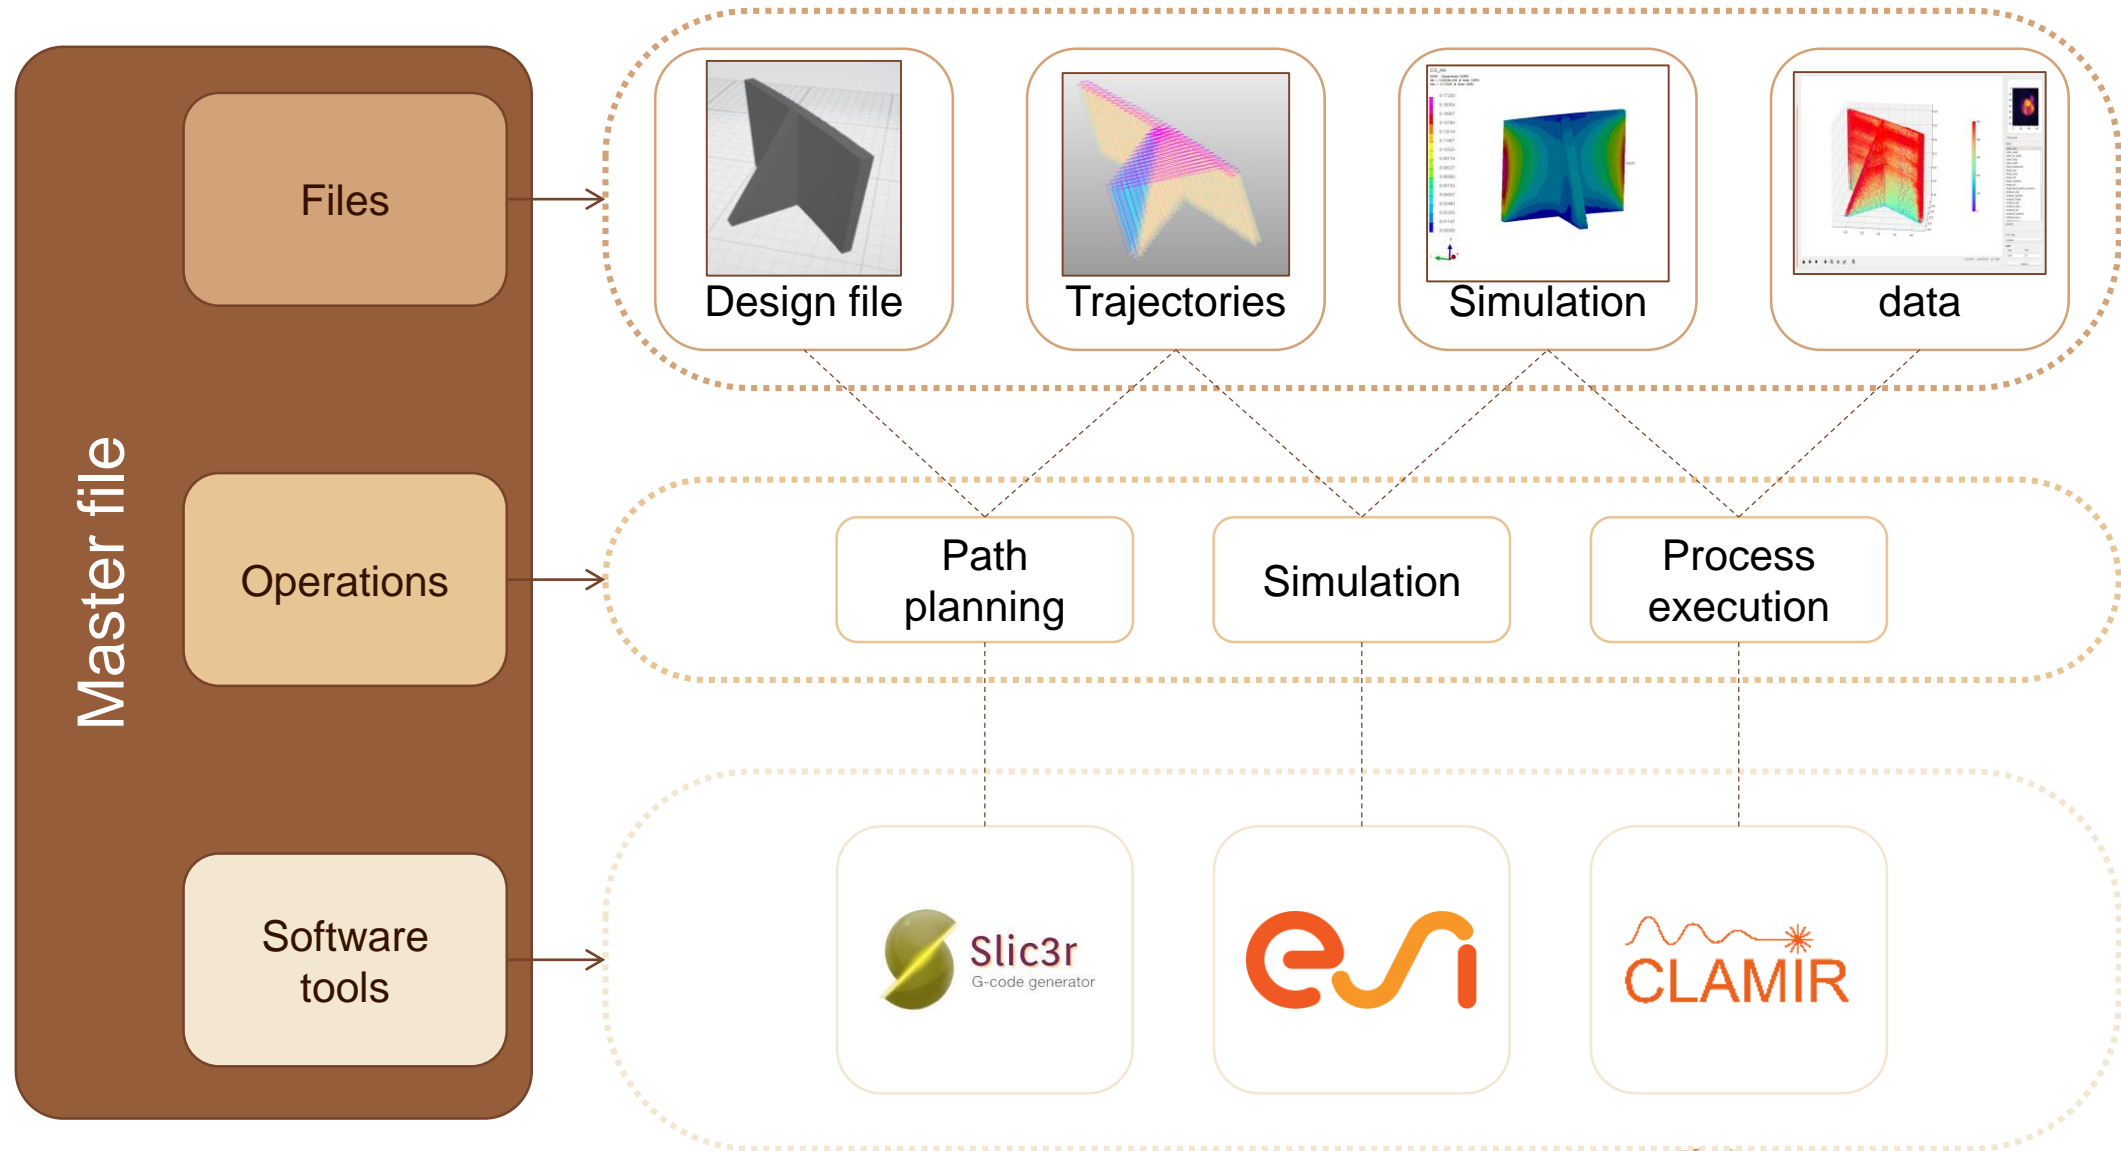 Master file
Files
Operations
Software
tools
Design file
Trajectories
Simulation
data
Path
planning
Simulation
Process
execution
Slic3r
G-code generator
esi
CLAMIR